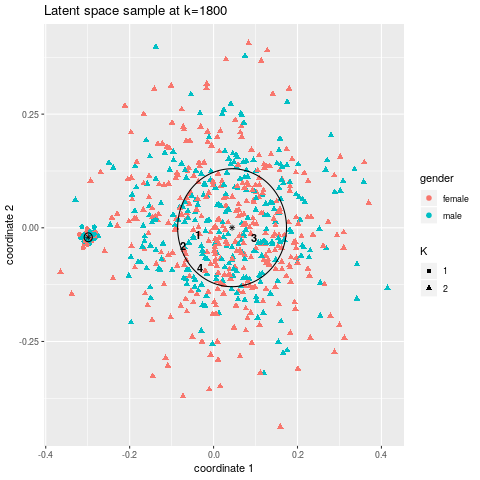 Latent space sample at k=1800
coordinate 2
0.25
0.00
-0.25
1
2
3
4
-0.4
-0.2
0.0
0.2
0.4
coordinate 1
gender
female
male
K
1
2